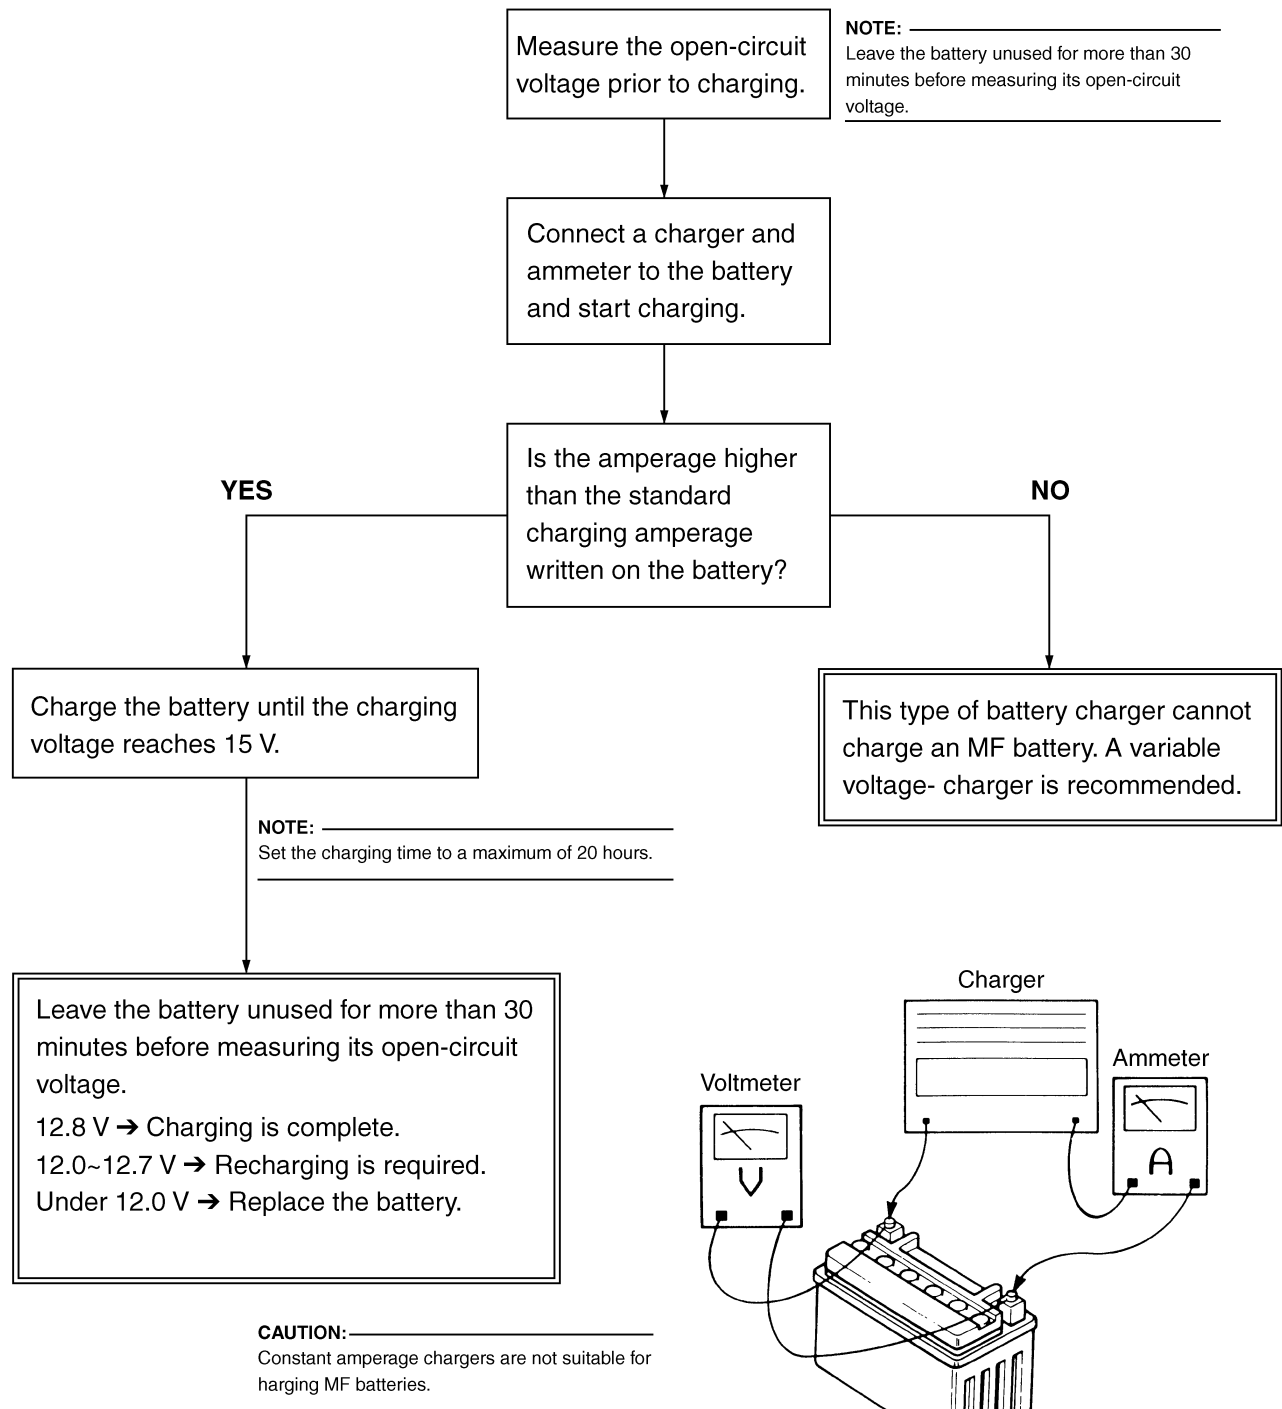 Measure the open-circuit
voltage prior to charging.
NOTE:
Leave the battery unused for more than 30
minutes before measuring its open-circuit
voltage.
Connect a charger and
ammeter to the battery
and start charging.
Is the amperage higher
than the standard
charging amperage
written on the battery?
YES
NO
Charge the battery until the charging
voltage reaches 15 V.
This type of battery charger cannot
charge an MF battery. A variable
voltage- charger is recommended.
NOTE:
Set the charging time to a maximum of 20 hours.
Leave the battery unused for more than 30
minutes before measuring its open-circuit
voltage.
12.8 V ➔ Charging is complete.
12.0~12.7 V ➔ Recharging is required.
Under 12.0 V ➔ Replace the battery.
Charger
Ammeter
Voltmeter
V
A
CAUTION:
Constant amperage chargers are not suitable for
harging MF batteries.